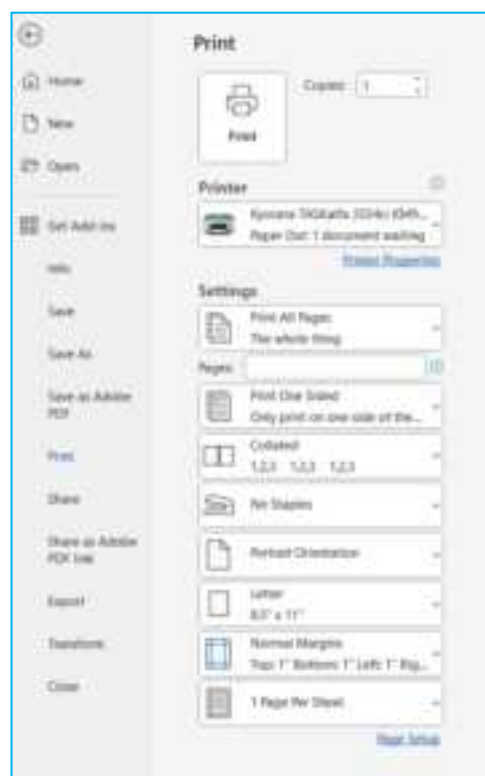 Home
New
Open
Get Add-ins
Info
Save
Save As
Save as Adobe
PDF
Print
Share
Share as Adobe
PDF link
Export
Transform
Close
Print
Copies: 1
Print
Printer
Kyocera TASKalfa
Paper Out: 1 document waiting
Printer Properties
Settings
Print All Pages
The whole thing
Pages:
Print One Sided
Only print on one side of the...
Collated
1,2,3 1,2,3 1,2,3
No Staples
Portrait Orientation
Letter
8.5" x 11"
Normal Margins
Top: 1" Bottom: 1" Left: 1" Rig...
1 Page Per Sheet
Page Setup